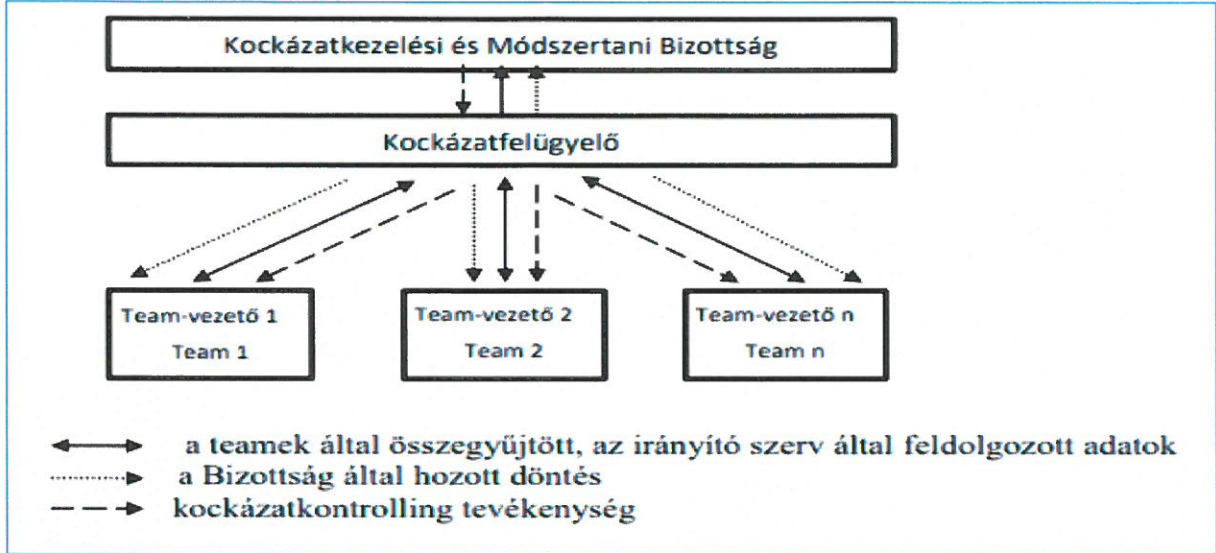 Kockázatkezelési és Módszertani Bizottság
Kockázatfelügyelő
Team-vezető 1
Team 1
Team-vezető 2
Team 2
Team-vezető n
Team n
a teamek által összegyűjtött, az irányító szerv által feldolgozott adatok
a Bizottság által hozott döntés
kockázatkontrolling tevékenység